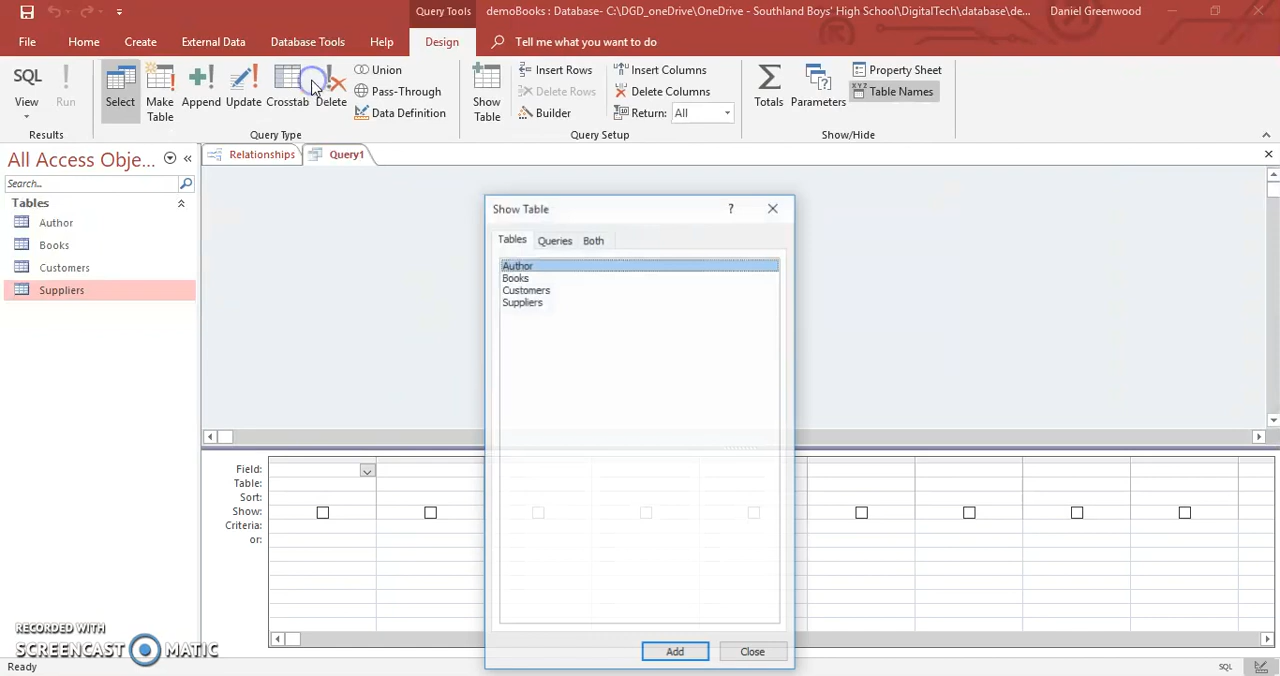 Query Tools
demoBooks : Database- C:\DGD_oneDrive\OneDrive - Southland Boys' High School\DigitalTech\database\de...
Daniel Greenwood
File Home Create External Data Database Tools Help Design Tell me what you want to do
SQL
View
Run
Results
Select
Make Table
Append
Update
Crosstab
Delete
Union
Pass-Through
Data Definition
Query Type
Show Table
Insert Rows
Delete Rows
Builder
Insert Columns
Delete Columns
Return: All
Query Setup
Totals
Parameters
Property Sheet
XYZ Table Names
Show/Hide
All Access Obje...
Search...
Tables
Author
Books
Customers
Suppliers
Relationships
Query1
Show Table
Tables Queries Both
Author
Books
Customers
Suppliers
Add
Close
Field:
Table:
Sort:
Show:
Criteria:
or:
RECORDED WITH
SCREENCAST MATIC
Ready
SQL